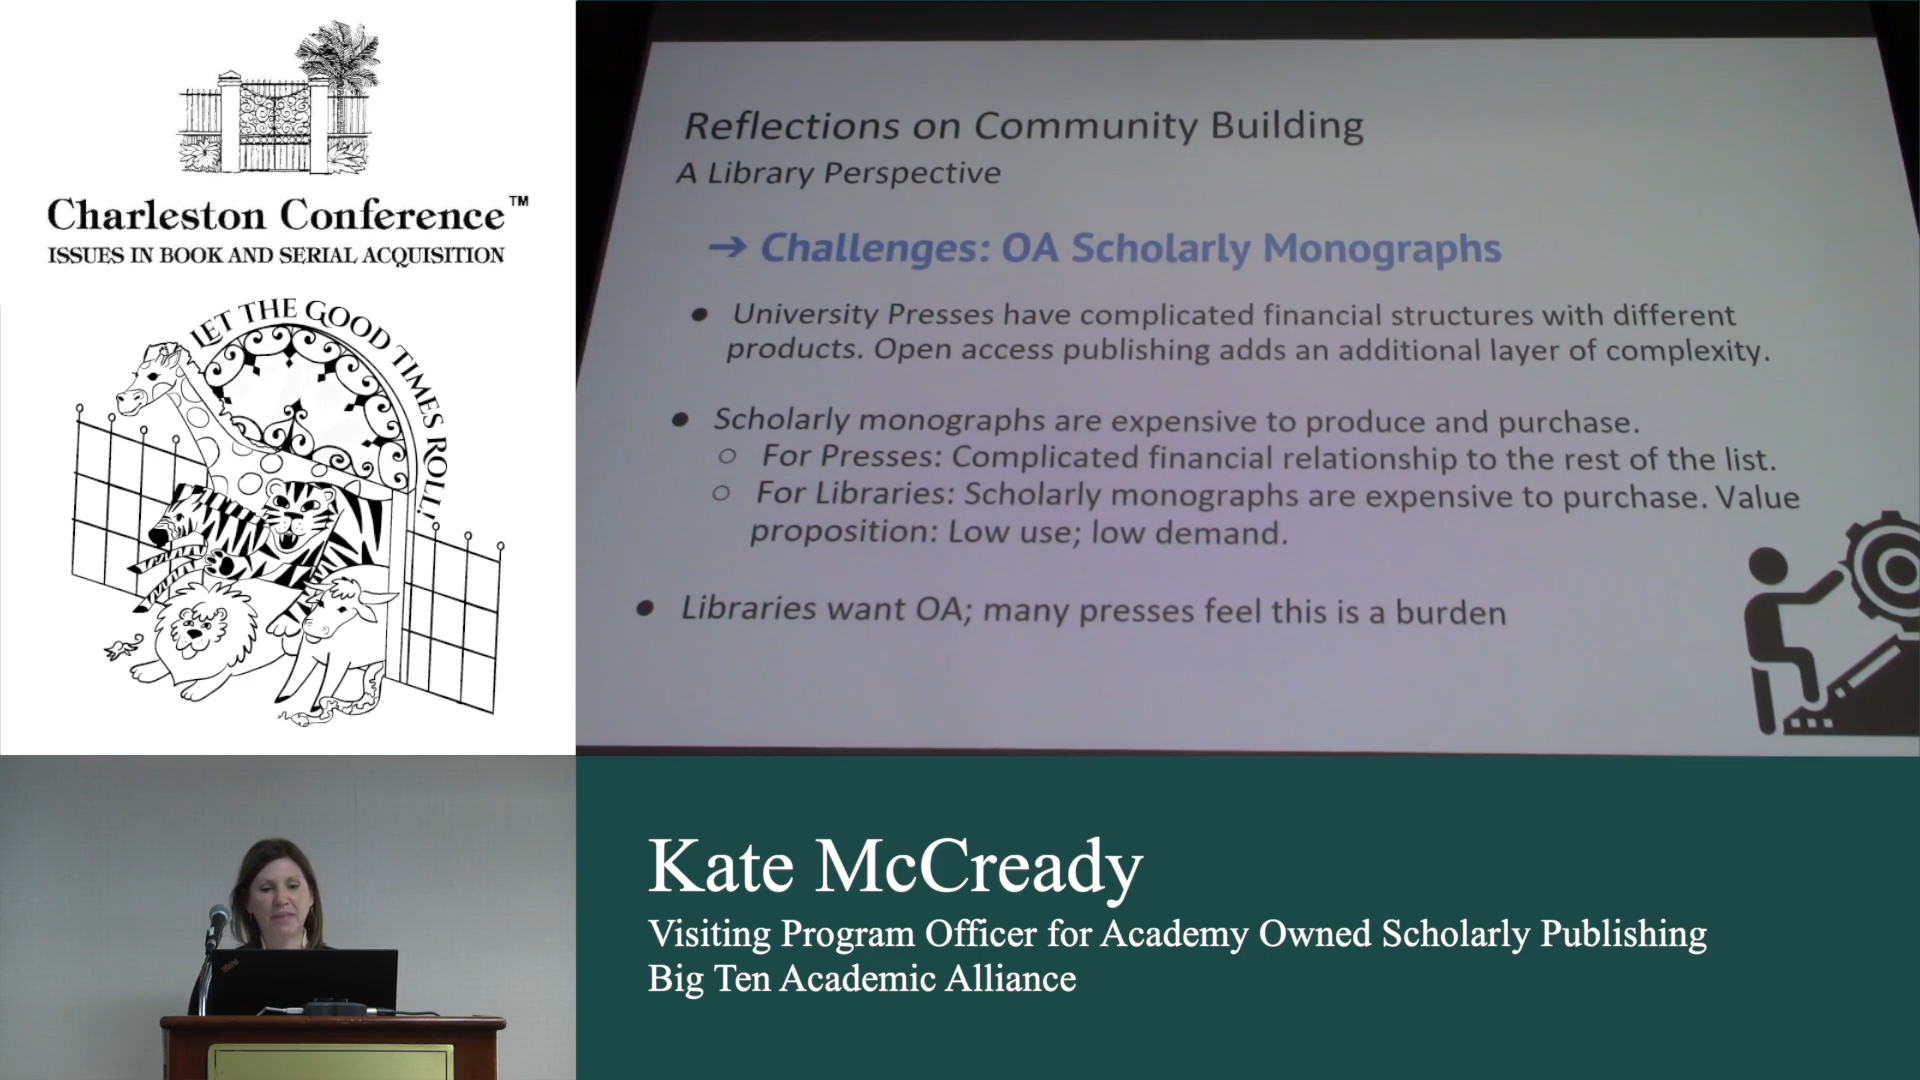 Charleston Conference™
ISSUES IN BOOK AND SERIAL ACQUISITION
LET THE GOOD TIMES ROLL!
Reflections on Community Building
A Library Perspective
➔ Challenges: OA Scholarly Monographs
● University Presses have complicated financial structures with different
products. Open access publishing adds an additional layer of complexity.
● Scholarly monographs are expensive to produce and purchase.
○ For Presses: Complicated financial relationship to the rest of the list.
○ For Libraries: Scholarly monographs are expensive to purchase. Value
proposition: Low use; low demand.
● Libraries want OA; many presses feel this is a burden
Kate McCready
Visiting Program Officer for Academy Owned Scholarly Publishing
Big Ten Academic Alliance